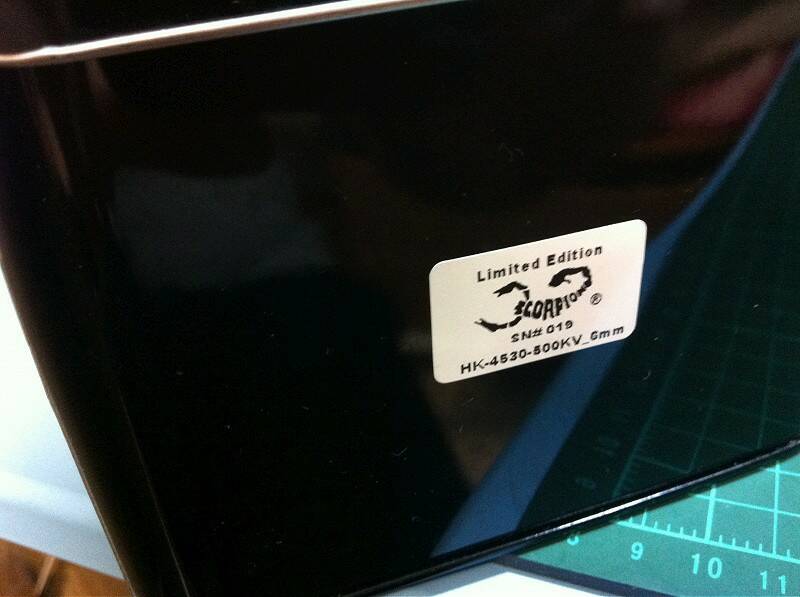 Limited Edition
SCORPION®
SN# 019
HK-4530-500KV_6mm
8 9 10 11